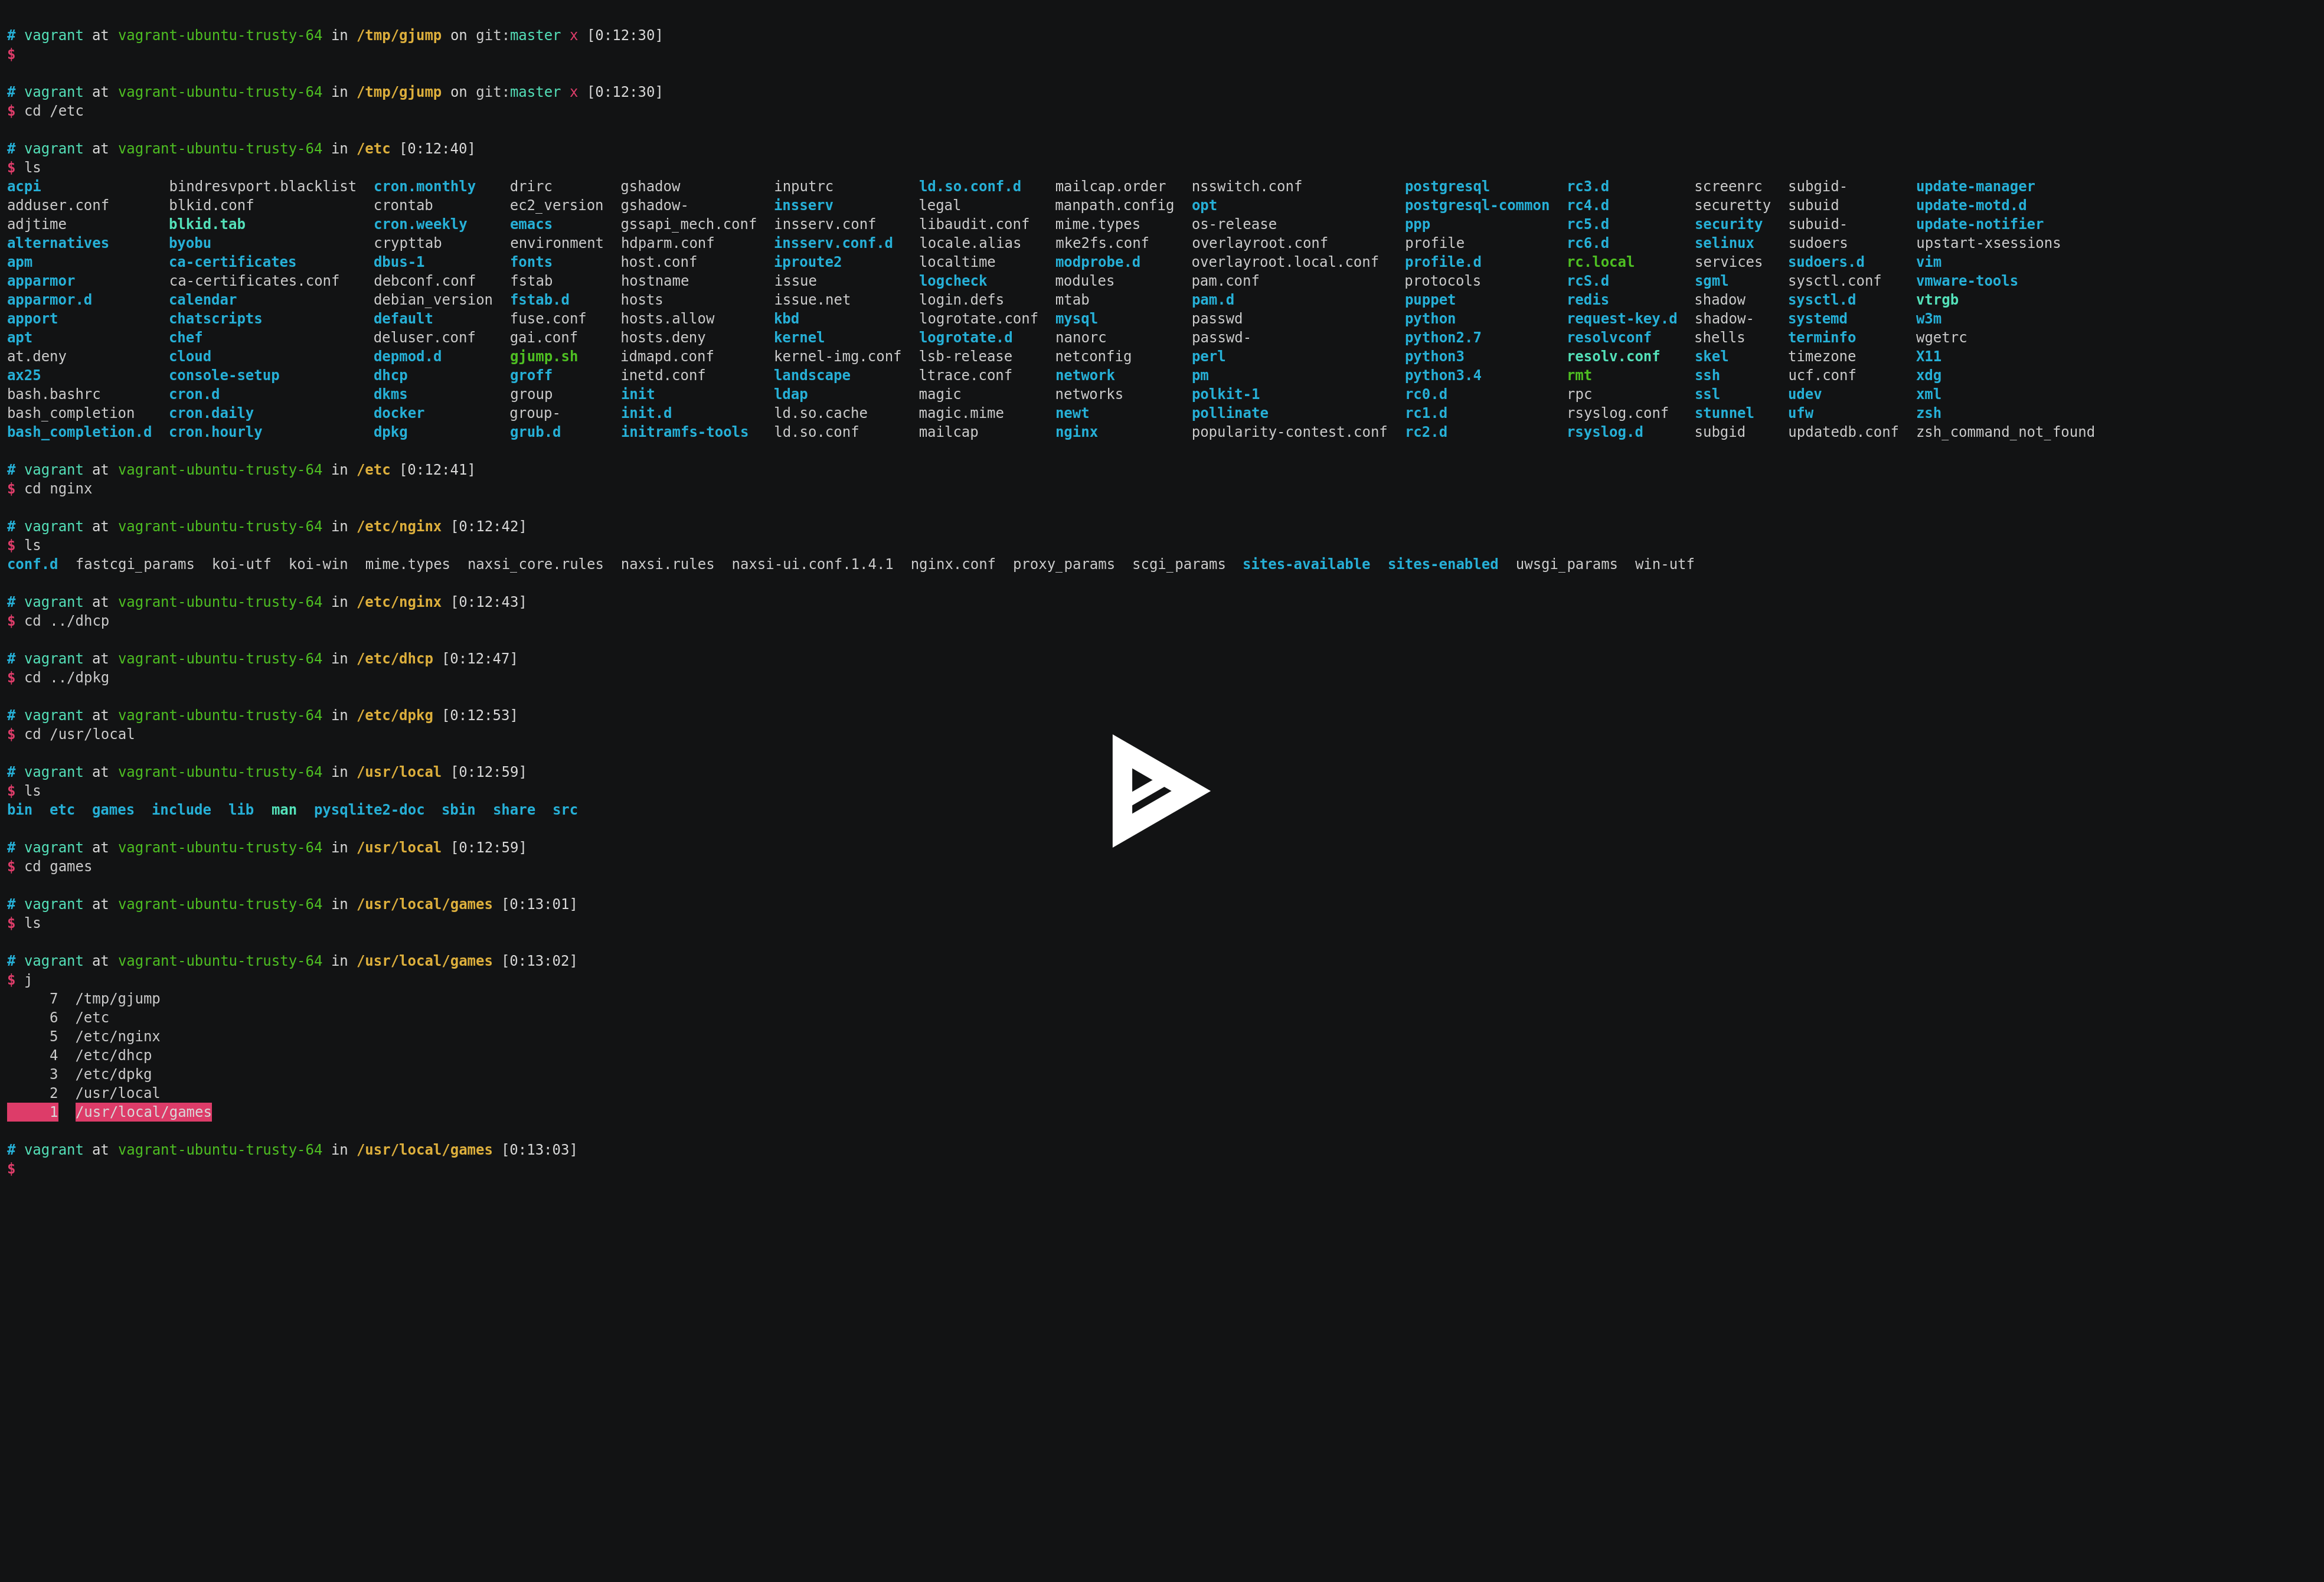 # vagrant at vagrant-ubuntu-trusty-64 in /tmp/gjump on git:master x [0:12:30]
$
# vagrant at vagrant-ubuntu-trusty-64 in /tmp/gjump on git:master x [0:12:30]
$ cd /etc
# vagrant at vagrant-ubuntu-trusty-64 in /etc [0:12:40]
$ ls
acpi bindresvport.blacklist cron.monthly drirc gshadow inputrc ld.so.conf.d mailcap.order nsswitch.conf postgresql rc3.d screenrc subgid- update-manager
adduser.conf blkid.conf crontab ec2_version gshadow- insserv legal manpath.config opt postgresql-common rc4.d securetty subuid update-motd.d
adjtime blkid.tab cron.weekly emacs gssapi_mech.conf insserv.conf libaudit.conf mime.types os-release ppp rc5.d security subuid- update-notifier
alternatives byobu crypttab environment hdparm.conf insserv.conf.d locale.alias mke2fs.conf overlayroot.conf profile rc6.d selinux sudoers upstart-xsessions
apm ca-certificates dbus-1 fonts host.conf iproute2 localtime modprobe.d overlayroot.local.conf profile.d rc.local services sudoers.d vim
apparmor ca-certificates.conf debconf.conf fstab hostname issue logcheck modules pam.conf protocols rcS.d sgml sysctl.conf vmware-tools
apparmor.d calendar debian_version fstab.d hosts issue.net login.defs mtab pam.d puppet redis shadow sysctl.d vtrgb
apport chatscripts default fuse.conf hosts.allow kbd logrotate.conf mysql passwd python request-key.d shadow- systemd w3m
apt chef deluser.conf gai.conf hosts.deny kernel logrotate.d nanorc passwd- python2.7 resolvconf shells terminfo wgetrc
at.deny cloud depmod.d gjump.sh idmapd.conf kernel-img.conf lsb-release netconfig perl python3 resolv.conf skel timezone X11
ax25 console-setup dhcp groff inetd.conf landscape ltrace.conf network pm python3.4 rmt ssh ucf.conf xdg
bash.bashrc cron.d dkms group init ldap magic networks polkit-1 rc0.d rpc ssl udev xml
bash_completion cron.daily docker group- init.d ld.so.cache magic.mime newt pollinate rc1.d rsyslog.conf stunnel ufw zsh
bash_completion.d cron.hourly dpkg grub.d initramfs-tools ld.so.conf mailcap nginx popularity-contest.conf rc2.d rsyslog.d subgid updatedb.conf zsh_command_not_found
# vagrant at vagrant-ubuntu-trusty-64 in /etc [0:12:41]
$ cd nginx
# vagrant at vagrant-ubuntu-trusty-64 in /etc/nginx [0:12:42]
$ ls
conf.d fastcgi_params koi-utf koi-win mime.types naxsi_core.rules naxsi.rules naxsi-ui.conf.1.4.1 nginx.conf proxy_params scgi_params sites-available sites-enabled uwsgi_params win-utf
# vagrant at vagrant-ubuntu-trusty-64 in /etc/nginx [0:12:43]
$ cd ../dhcp
# vagrant at vagrant-ubuntu-trusty-64 in /etc/dhcp [0:12:47]
$ cd ../dpkg
# vagrant at vagrant-ubuntu-trusty-64 in /etc/dpkg [0:12:53]
$ cd /usr/local
# vagrant at vagrant-ubuntu-trusty-64 in /usr/local [0:12:59]
$ ls
bin etc games include lib man pysqlite2-doc sbin share src
# vagrant at vagrant-ubuntu-trusty-64 in /usr/local [0:12:59]
$ cd games
# vagrant at vagrant-ubuntu-trusty-64 in /usr/local/games [0:13:01]
$ ls
# vagrant at vagrant-ubuntu-trusty-64 in /usr/local/games [0:13:02]
$ j
7 /tmp/gjump
6 /etc
5 /etc/nginx
4 /etc/dhcp
3 /etc/dpkg
2 /usr/local
1 /usr/local/games
# vagrant at vagrant-ubuntu-trusty-64 in /usr/local/games [0:13:03]
$